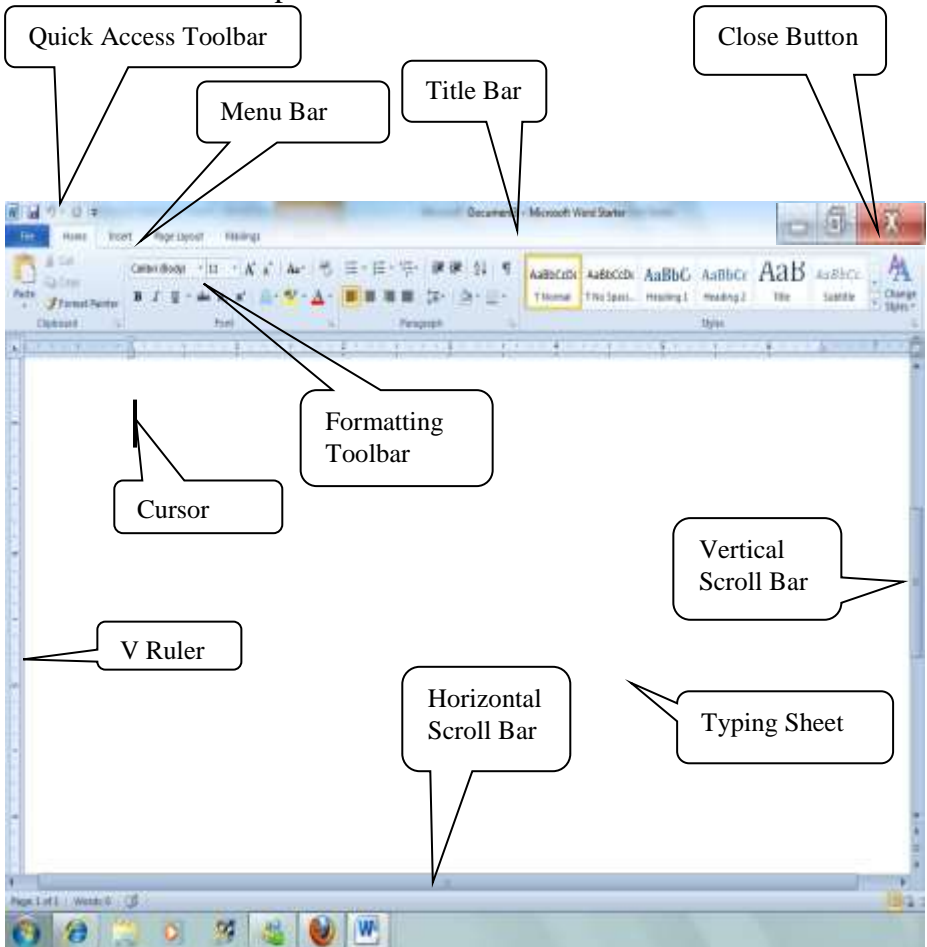 Quick Access Toolbar
Close Button
Title Bar
Menu Bar
Document1 - Microsoft Word Starter
File Home Insert Page Layout Mailings
Cut
Copy
Paste
Format Painter
Calibri (Body) 11
AaBbCcDc AaBbCcDc AaBbC AaBbCc AaB AaBbCc.
¶ Normal ¶ No Spaci... Heading 1 Heading 2 Title Subtitle
Change
Styles
Clipboard Font Paragraph Styles
Formatting
Toolbar
Cursor
Vertical
Scroll Bar
V Ruler
Horizontal
Scroll Bar
Typing Sheet
Page 1 of 1 Words: 0